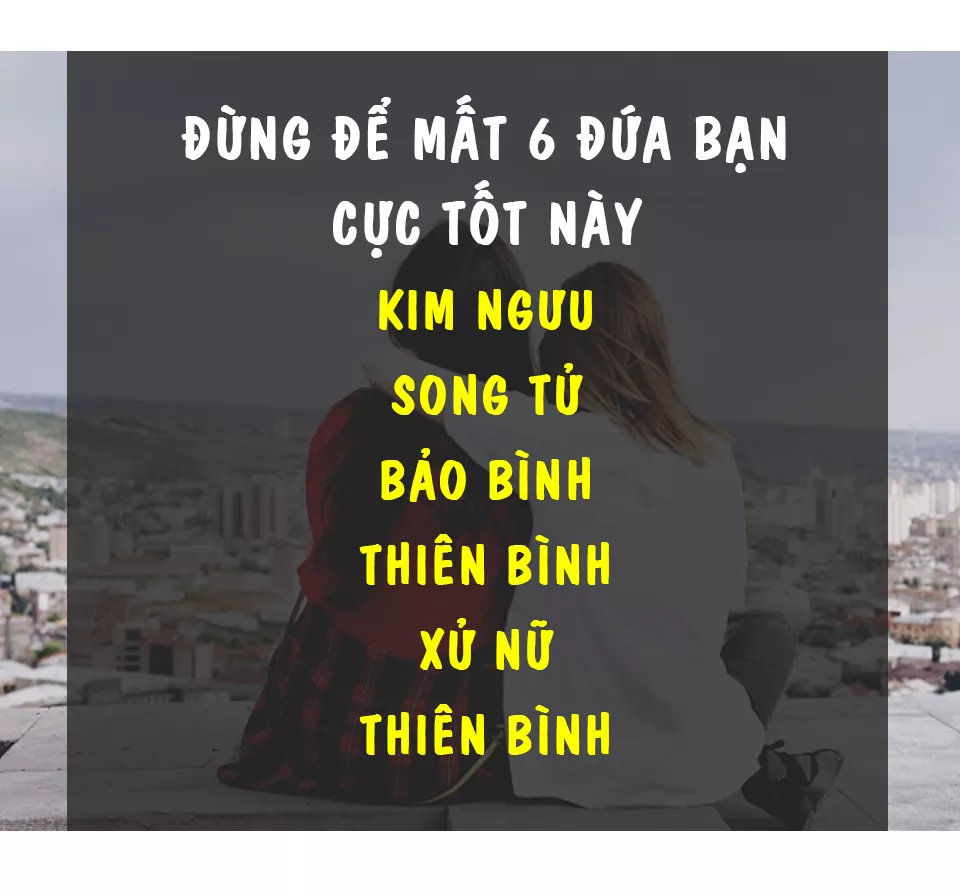 ĐỪNG ĐỂ MẤT 6 ĐỨA BẠN
CỰC TỐT NÀY
KIM NGƯU
SONG TỬ
BẢO BÌNH
THIÊN BÌNH
XỬ NỮ
THIÊN BÌNH